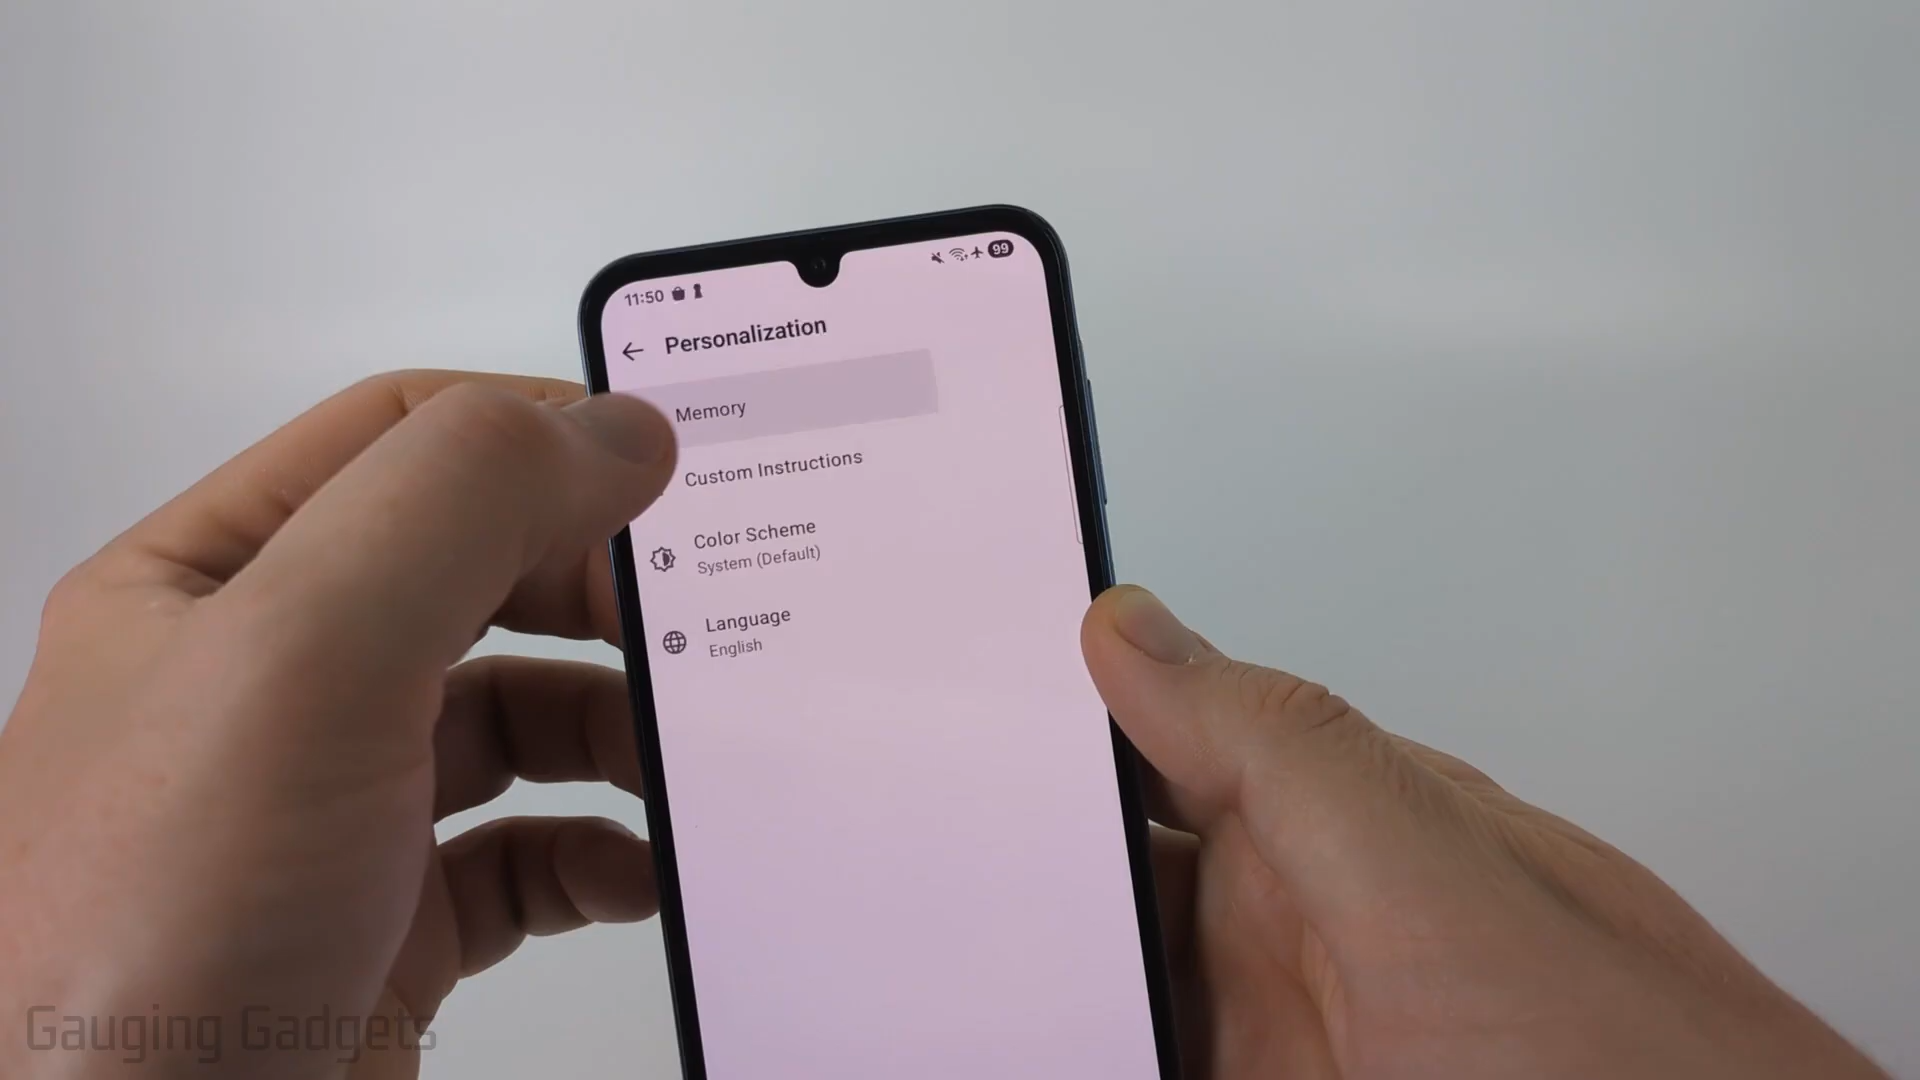 11:50
99
Personalization
Memory
Custom Instructions
Color Scheme
System (Default)
Language
English
Gauging Gadgets